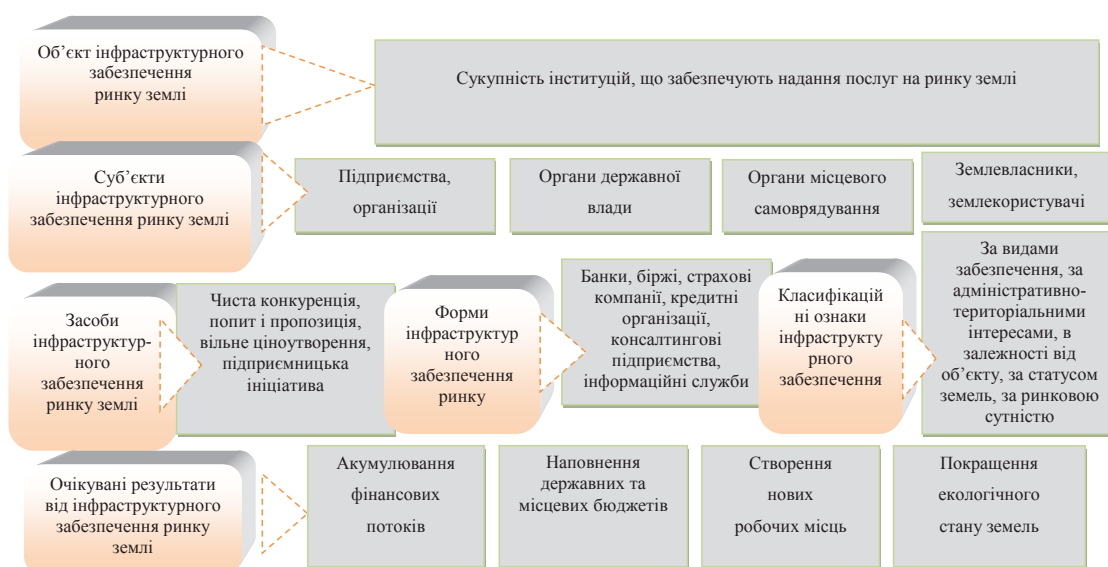 Об’єкт інфраструктурного
забезпечення
ринку землі
Сукупність інституцій, що забезпечують надання послуг на ринку землі
Суб’єкти
інфраструктурного
забезпечення ринку землі
Підприємства,
організації
Органи державної
влади
Органи місцевого
самоврядування
Землевласники,
землекористувачі
Засоби
інфраструктур-
ного
забезпечення
ринку землі
Чиста конкуренція,
попит і пропозиція,
вільне ціноутворення,
підприємницька
ініціатива
Форми
інфраструктур
ного
забезпечення
ринку
Банки, біржі, страхові
компанії, кредитні
організації,
консалтингові
підприємства,
інформаційні служби
Класифікацій
ні ознаки
інфраструкту
рного
забезпечення
За видами
забезпечення, за
адміністративно-
територіальними
інтересами, в
залежності від
об’єкту, за статусом
земель, за ринковою
сутністю
Очікувані результати
від інфраструктурного
забезпечення ринку
землі
Акумулювання
фінансових
потоків
Наповнення
державних та
місцевих бюджетів
Створення
нових
робочих місць
Покращення
екологічного
стану земель